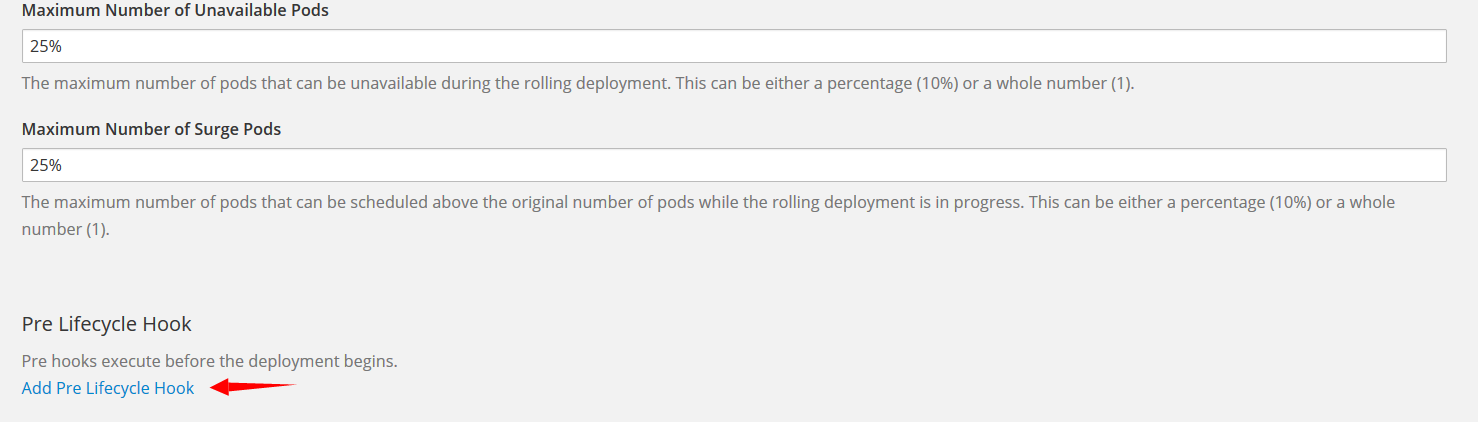 Maximum Number of Unavailable Pods
25%
The maximum number of pods that can be unavailable during the rolling deployment. This can be either a percentage (10%) or a whole number (1).
Maximum Number of Surge Pods
25%
The maximum number of pods that can be scheduled above the original number of pods while the rolling deployment is in progress. This can be either a percentage (10%) or a whole
number (1).
Pre Lifecycle Hook
Pre hooks execute before the deployment begins.
Add Pre Lifecycle Hook